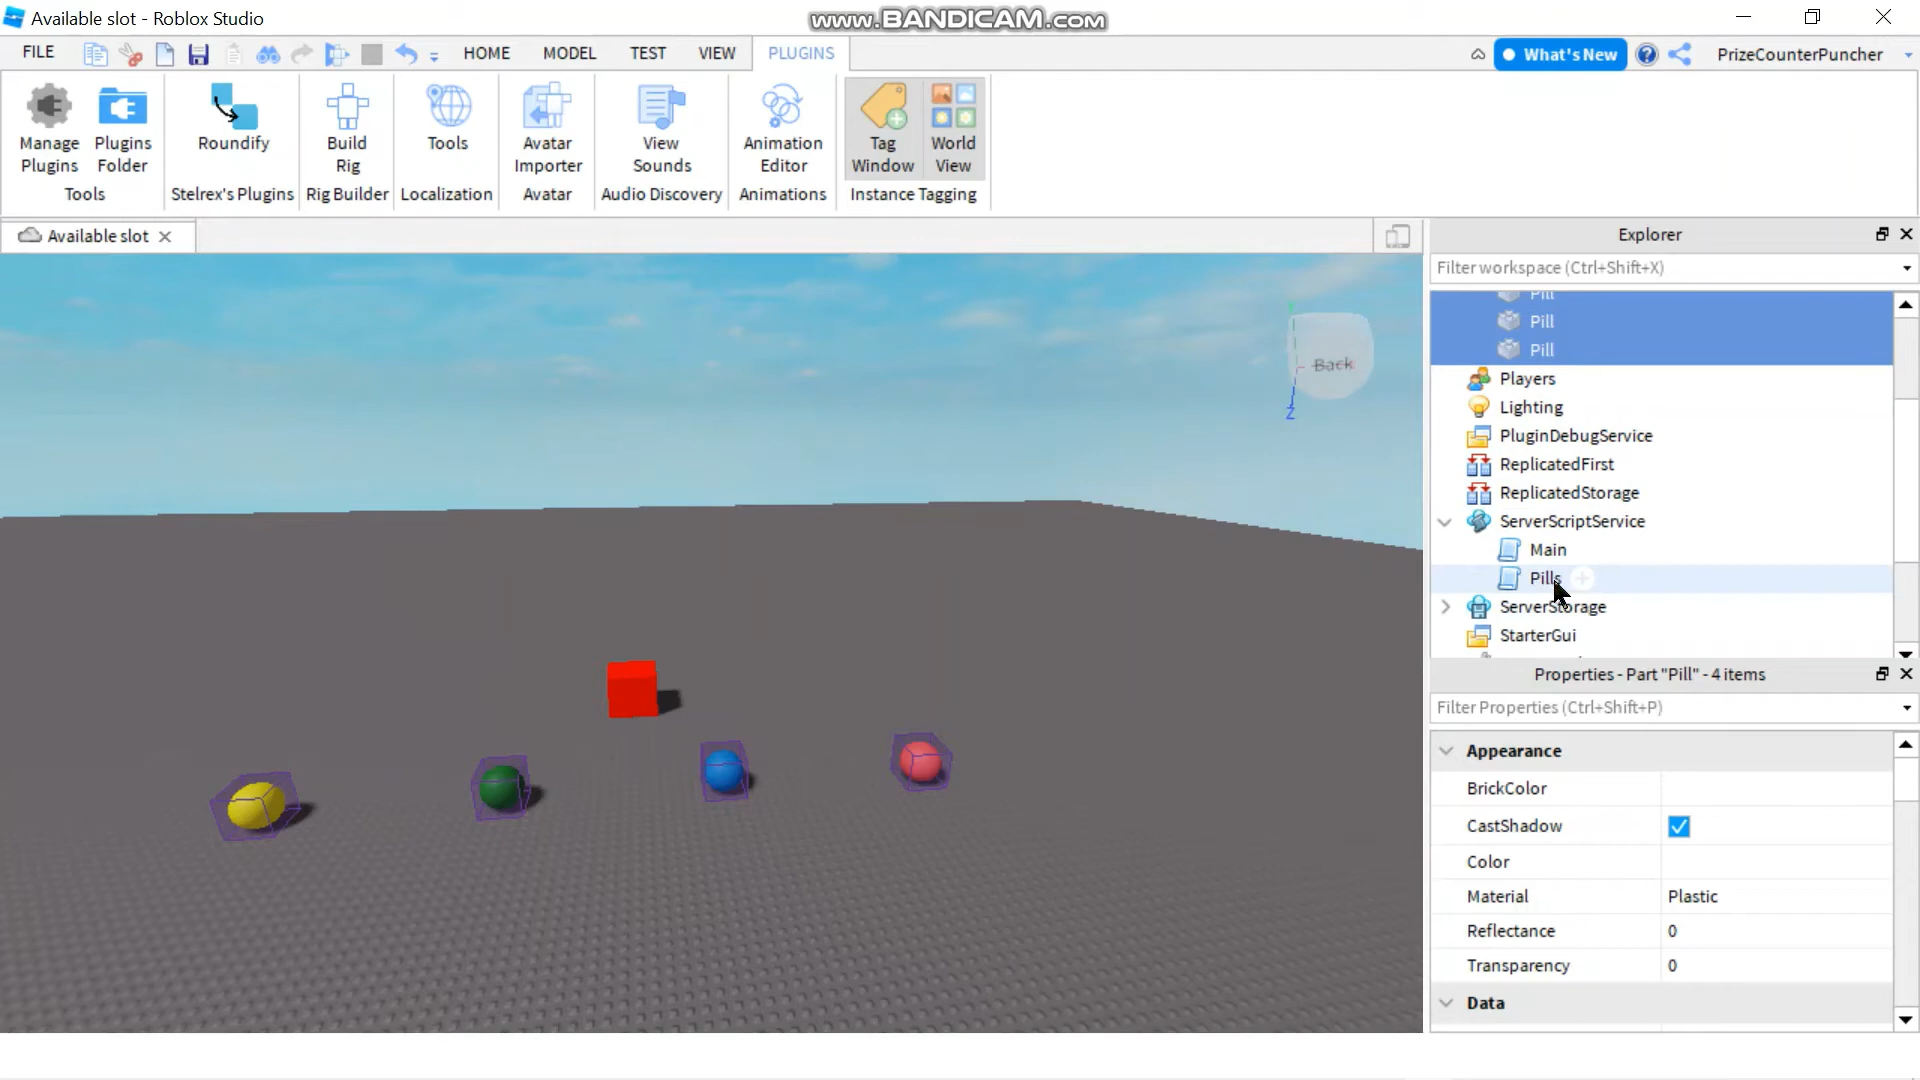 Available slot - Roblox Studio
www.BANDICAM.com
FILE
HOME
MODEL
TEST
VIEW
PLUGINS
What's New
PrizeCounterPuncher
Manage Plugins
Plugins Folder
Roundify
Build Rig
Tools
Avatar Importer
View Sounds
Animation Editor
Tag Window
World View
Tools
Stelrex's Plugins
Rig Builder
Localization
Avatar
Audio Discovery
Animations
Instance Tagging
Available slot
Back
Z
Explorer
Filter workspace (Ctrl+Shift+X)
Pill
Pill
Pill
Players
Lighting
PluginDebugService
ReplicatedFirst
ReplicatedStorage
ServerScriptService
Main
Pills
ServerStorage
StarterGui
Properties - Part "Pill" - 4 items
Filter Properties (Ctrl+Shift+P)
Appearance
BrickColor
CastShadow
Color
Material Plastic
Reflectance 0
Transparency 0
Data